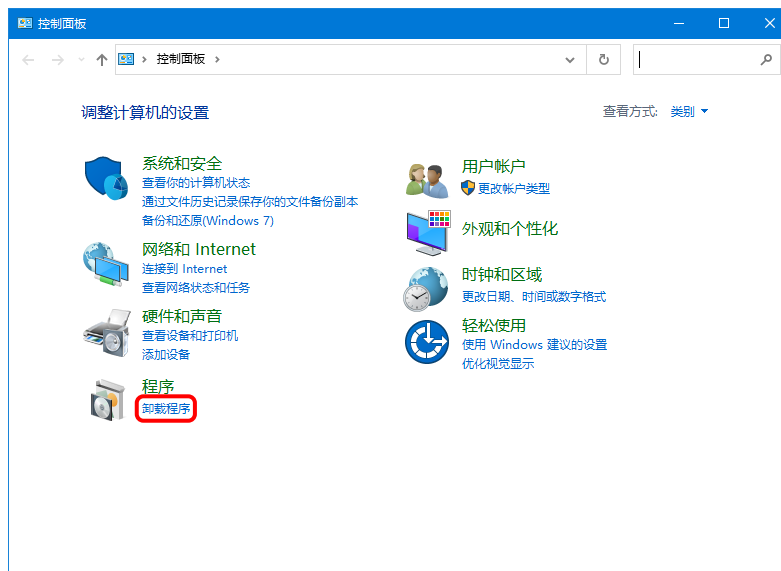 控制面板
控制面板
调整计算机的设置
查看方式: 类别
系统和安全
查看你的计算机状态
通过文件历史记录保存你的文件备份副本
备份和还原(Windows 7)
网络和 Internet
连接到 Internet
查看网络状态和任务
硬件和声音
查看设备和打印机
添加设备
程序
卸载程序
用户帐户
更改帐户类型
外观和个性化
时钟和区域
更改日期、时间或数字格式
轻松使用
使用 Windows 建议的设置
优化视觉显示